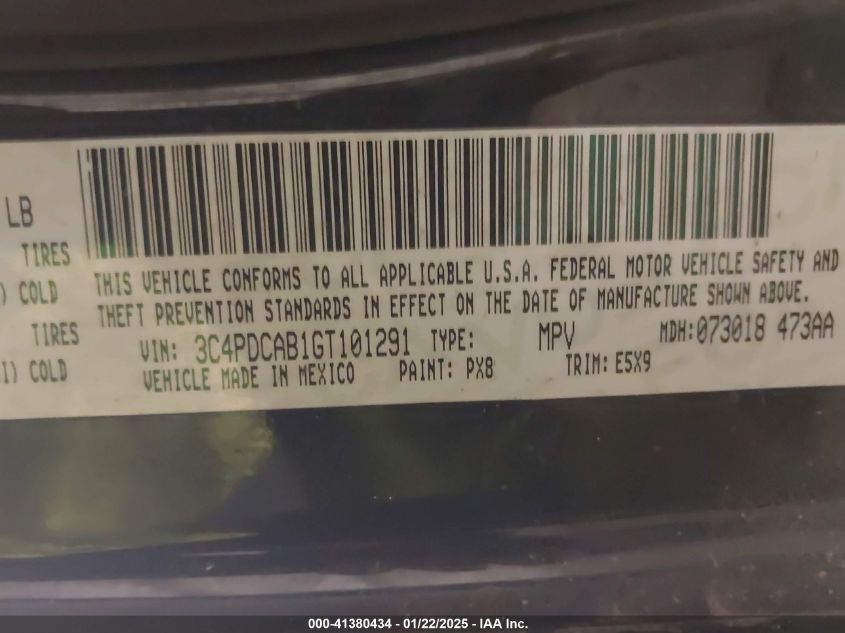 LB
TIRES
) COLD
TIRES
I) COLD
THIS VEHICLE CONFORMS TO ALL APPLICABLE U.S.A. FEDERAL MOTOR VEHICLE SAFETY AND
THEFT PREVENTION STANDARDS IN EFFECT ON THE DATE OF MANUFACTURE SHOWN ABOVE.
VIN: 3C4PDCAB1GT101291 TYPE: MPV MDH:073018 473AA
VEHICLE MADE IN MEXICO PAINT: PX8 TRIM: E5X9
000-41380434 - 01/22/2025 - IAA Inc.